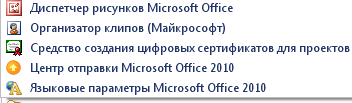 Диспетчер рисунков Microsoft Office
Организатор клипов (Майкрософт)
Средство создания цифровых сертификатов для проектов
Центр отправки Microsoft Office 2010
Языковые параметры Microsoft Office 2010